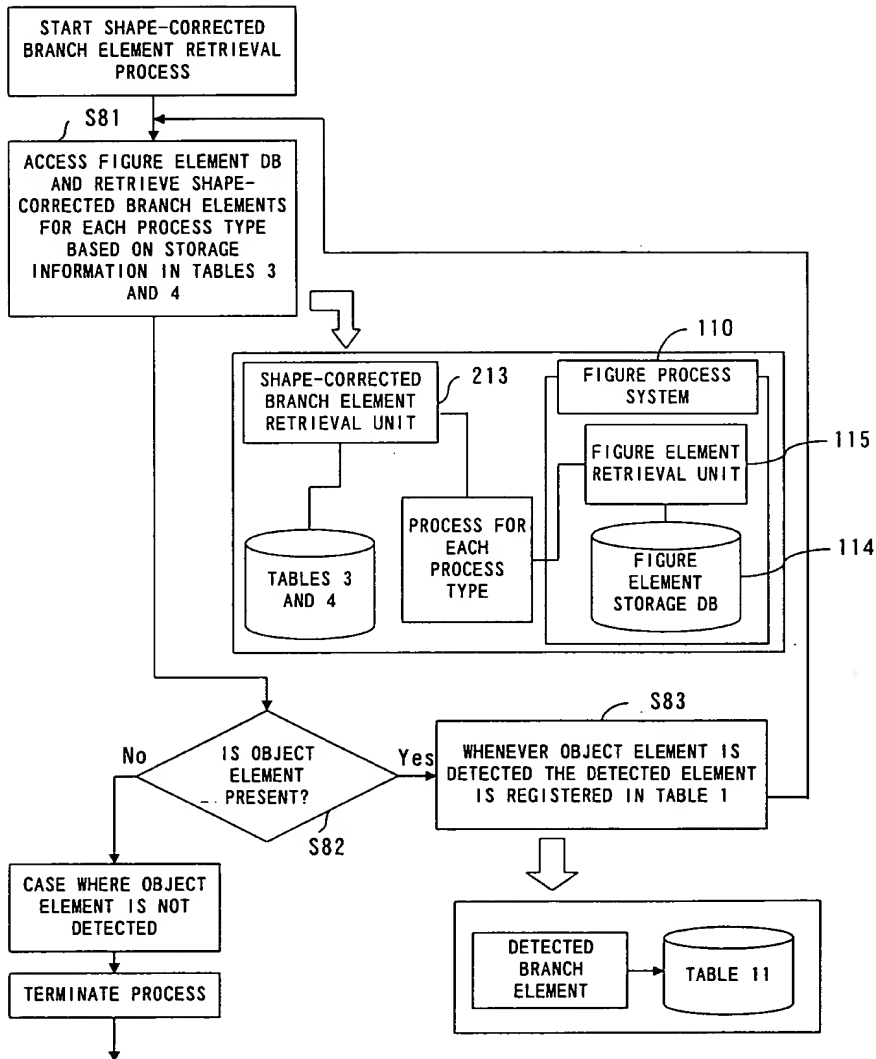 START SHAPE-CORRECTED
BRANCH ELEMENT RETRIEVAL
PROCESS
S81
ACCESS FIGURE ELEMENT DB
AND RETRIEVE SHAPE-
CORRECTED BRANCH ELEMENTS
FOR EACH PROCESS TYPE
BASED ON STORAGE
INFORMATION IN TABLES 3
AND 4
110
SHAPE-CORRECTED
BRANCH ELEMENT
RETRIEVAL UNIT
213
FIGURE PROCESS
SYSTEM
FIGURE ELEMENT
RETRIEVAL UNIT
115
PROCESS FOR
EACH
PROCESS
TYPE
TABLES 3
AND 4
FIGURE
ELEMENT
STORAGE DB
114
S83
No
IS OBJECT
ELEMENT
PRESENT?
Yes
S82
WHENEVER OBJECT ELEMENT IS
DETECTED THE DETECTED ELEMENT
IS REGISTERED IN TABLE 1
CASE WHERE OBJECT
ELEMENT IS NOT
DETECTED
TERMINATE PROCESS
DETECTED
BRANCH
ELEMENT
TABLE 11